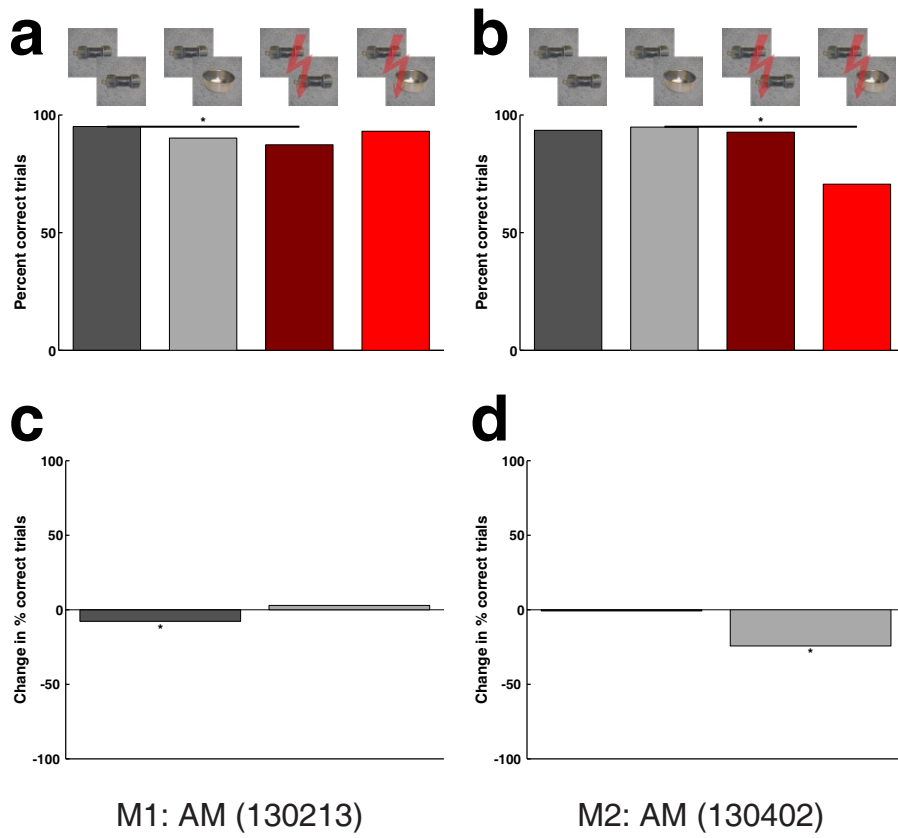 a
b
*
*
100
50
0
Percent correct trials
100
50
0
Percent correct trials
c
d
100
50
0
-50
-100
Change in % correct trials
*
100
50
0
-50
-100
Change in % correct trials
*
M1: AM (130213)
M2: AM (130402)